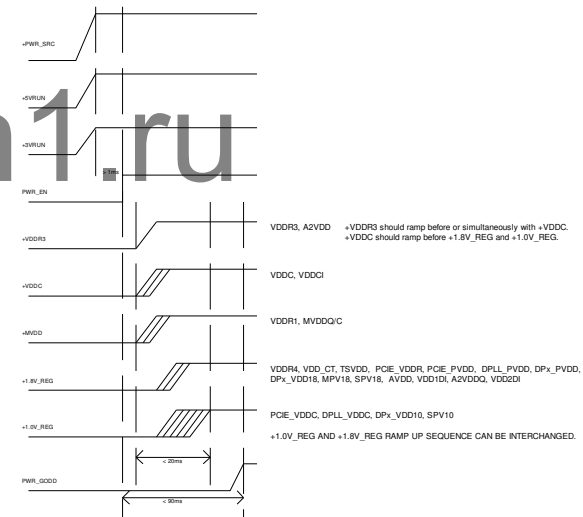 +PWR_SRC
+5VRUN
+3VRUN
n1.ru
> 1ms
PWR_EN
+VDDR3
VDDR3, A2VDD +VDDR3 should ramp before or simultaneously with +VDDC.
+VDDC should ramp before +1.8V_REG and +1.0V_REG.
+VDDC
VDDC, VDDCI
+MVDD
VDDR1, MVDDQ/C
+1.8V_REG
VDDR4, VDD_CT, TSVDD, PCIE_VDDR, PCIE_PVDD, DPLL_PVDD, DPx_PVDD,
DPx_VDD18, MPV18, SPV18, AVDD, VDD1DI, A2VDDQ, VDD2DI
+1.0V_REG
PCIE_VDDC, DPLL_VDDC, DPx_VDD10, SPV10
+1.0V_REG AND +1.8V_REG RAMP UP SEQUENCE CAN BE INTERCHANGED.
< 20ms
PWR_GODD
< 90ms